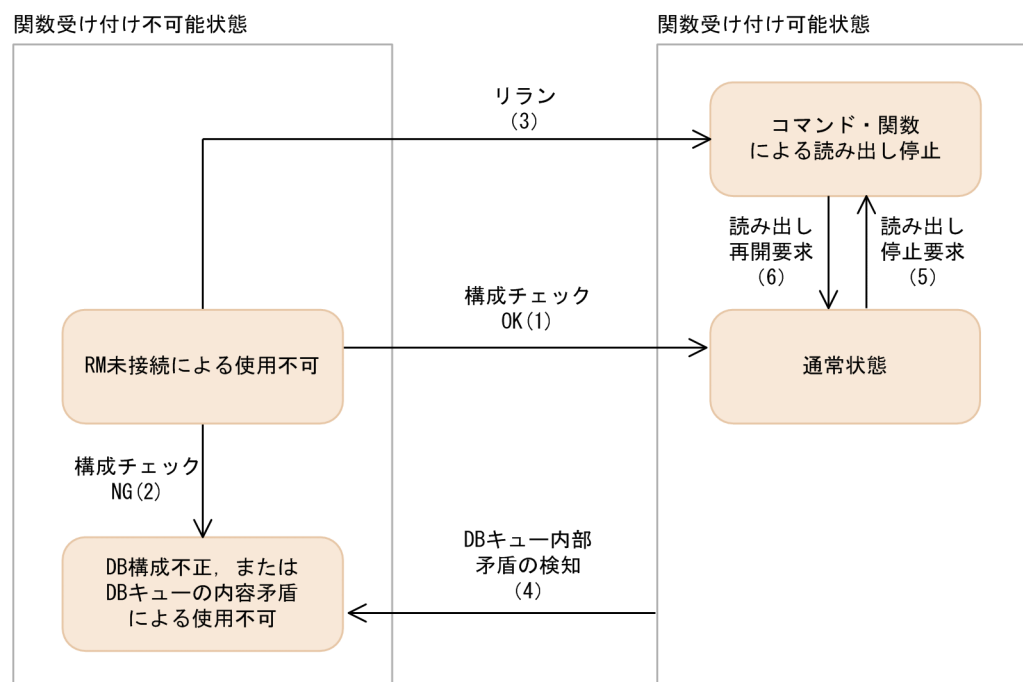 関数受け付け不可能状態
関数受け付け可能状態
リラン
(3)
コマンド・関数
による読み出し停止
読み出し
再開要求
(6)
読み出し
停止要求
(5)
構成チェック
OK(1)
RM未接続による使用不可
通常状態
構成チェック
NG(2)
DBキュー内部
矛盾の検知
(4)
DB構成不正，または
DBキューの内容矛盾
による使用不可